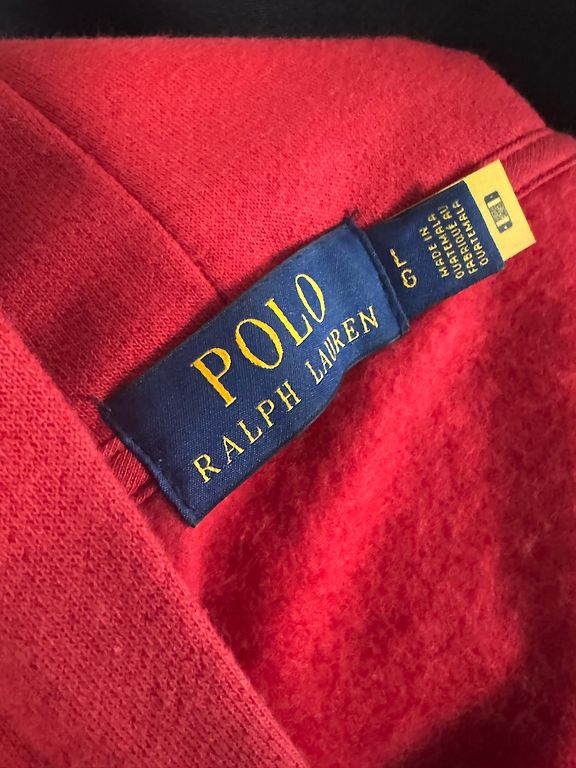 POLO
RALPH LAUREN
L
G
MADE IN
GUATEMALA
FABRIQUÉ AU
GUATEMALA